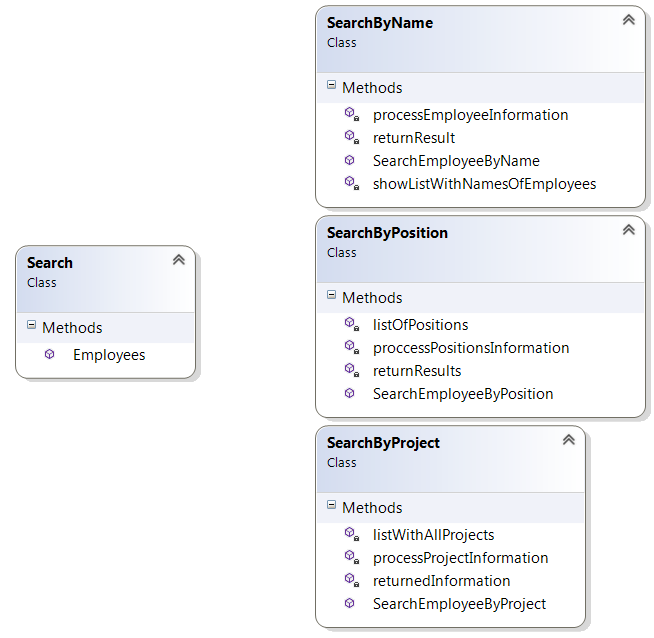 SearchByName
Class
Methods
processEmployeeInformation
returnResult
SearchEmployeeByName
showListWithNamesOfEmployees
Search
Class
Methods
Employees
SearchByPosition
Class
Methods
listOfPositions
proccessPositionsInformation
returnResults
SearchEmployeeByPosition
SearchByProject
Class
Methods
listWithAllProjects
processProjectInformation
returnedInformation
SearchEmployeeByProject